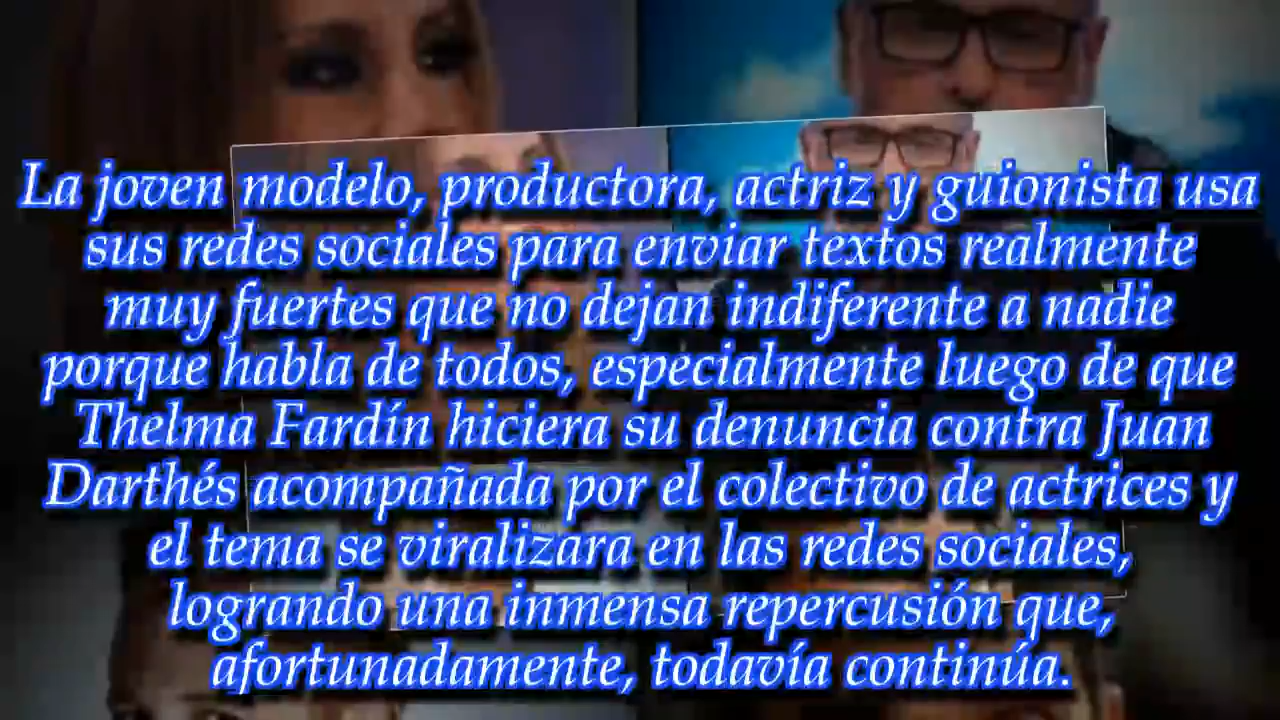 La joven modelo, productora, actriz y guionista usa
sus redes sociales para enviar textos realmente
muy fuertes que no dejan indiferente a nadie
porque habla de todos, especialmente luego de que
Thelma Fardín hiciera su denuncia contra Juan
Darthés acompañada por el colectivo de actrices y
el tema se viralizara en las redes sociales,
logrando una inmensa repercusión que,
afortunadamente, todavía continúa.